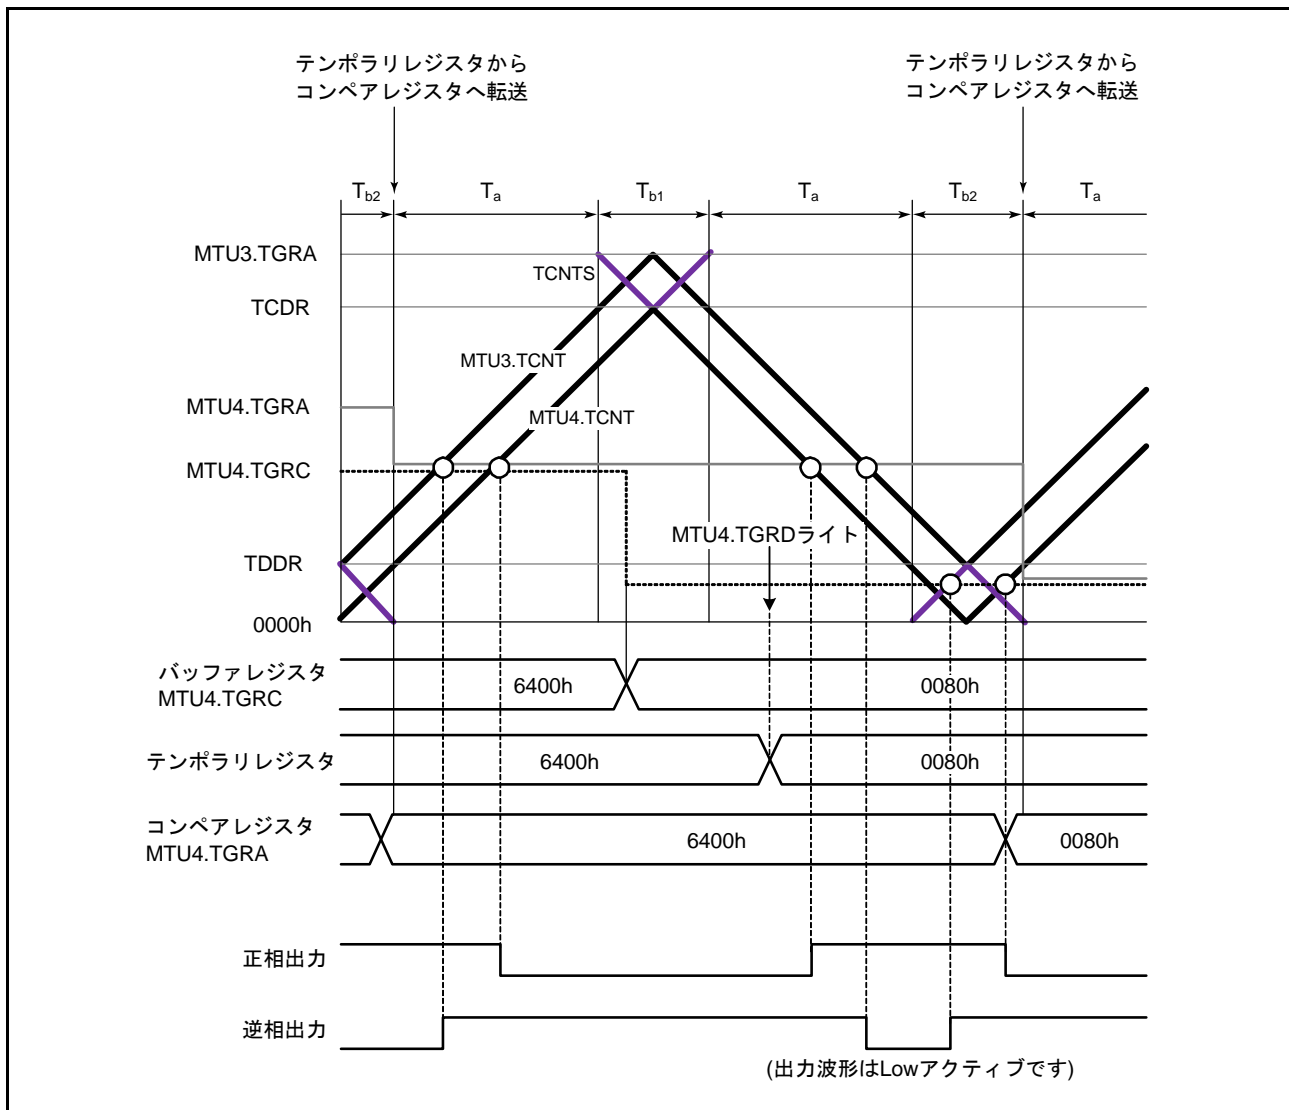 テンポラリレジスタから
コンペアレジスタへ転送
テンポラリレジスタから
コンペアレジスタへ転送
Tb2
Ta
Tb1
Ta
Tb2
Ta
MTU3.TGRA
TCNTS
TCDR
MTU3.TCNT
MTU4.TGRA
MTU4.TCNT
MTU4.TGRC
MTU4.TGRDライト
TDDR
0000h
バッファレジスタ
MTU4.TGRC
6400h
0080h
テンポラリレジスタ
6400h
0080h
コンペアレジスタ
MTU4.TGRA
6400h
0080h
正相出力
逆相出力
(出力波形はLowアクティブです)